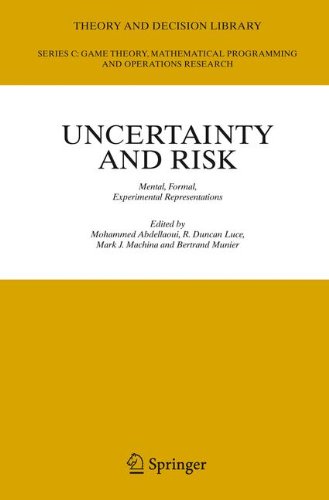 THEORY AND DECISION LIBRARY
SERIES C: GAME THEORY, MATHEMATICAL PROGRAMMING
AND OPERATIONS RESEARCH
UNCERTAINTY
AND RISK
Mental, Formal,
Experimental Representations
Edited by
Mohammed Abdellaoui, R. Duncan Luce,
Mark J. Machina and Bertrand Munier
Springer